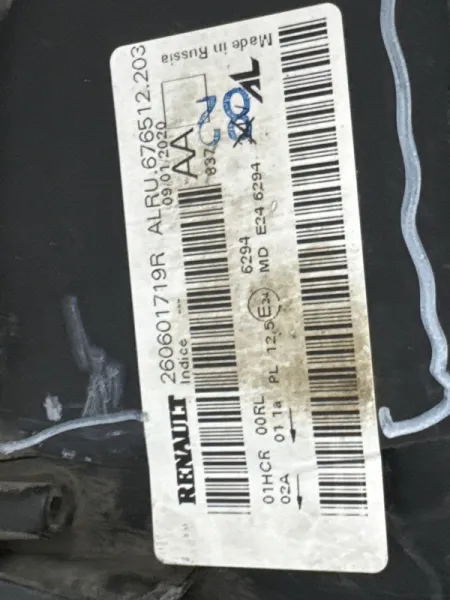 RENAULT 260601719R ALRU.676512.203
Indice --- 09/01/2020
AA
837
Made in Russia
AL
6294
01HCR 00RL PL 12,5 E24 MD E24 6294
02A 01 1a